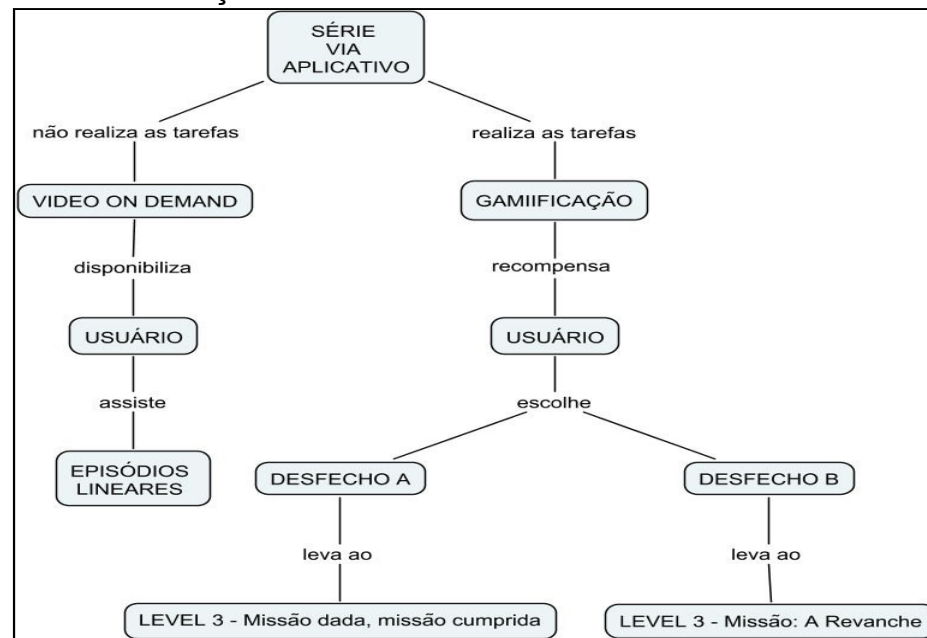 SÉRIE
VIA
APLICATIVO
não realiza as tarefas
realiza as tarefas
VIDEO ON DEMAND
GAMIIFICAÇÃO
disponibiliza
recompensa
USUÁRIO
USUÁRIO
assiste
escolhe
EPISÓDIOS
LINEARES
DESFECHO A
DESFECHO B
leva ao
leva ao
LEVEL 3 - Missão dada, missão cumprida
LEVEL 3 - Missão: A Revanche